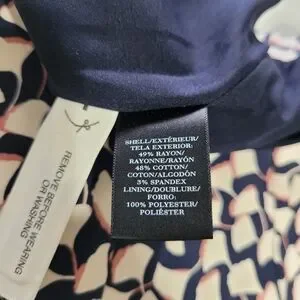 SHELL/EXTÉRIEUR/
TELA EXTERIOR:
49% RAYON/
RAYONNE/RAYÓN
48% COTTON/
COTON/ALGODÓN
3% SPANDEX
LINING/DOUBLURE/
FORRO:
100% POLYESTER/
POLIÉSTER
REMOVE BEFORE WEARING
OR WASHING